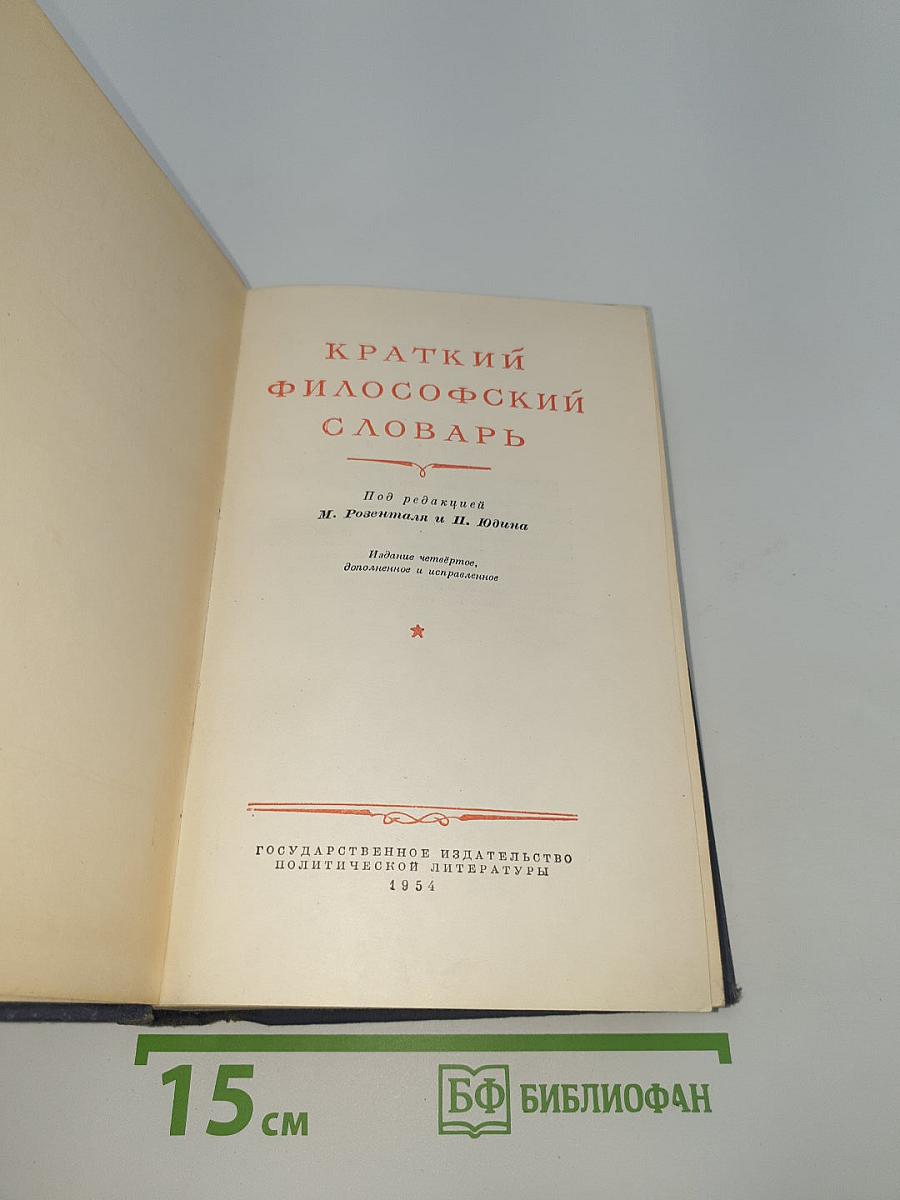 КРАТКИЙ
ФИЛОСОФСКИЙ
СЛОВАРЬ
Под редакцией
М. Розенталя и П. Юдина
Издание четвёртое,
дополненное и исправленное
ГОСУДАРСТВЕННОЕ ИЗДАТЕЛЬСТВО
ПОЛИТИЧЕСКОЙ ЛИТЕРАТУРЫ
1954
15 см
БФ БИБЛИОФАН